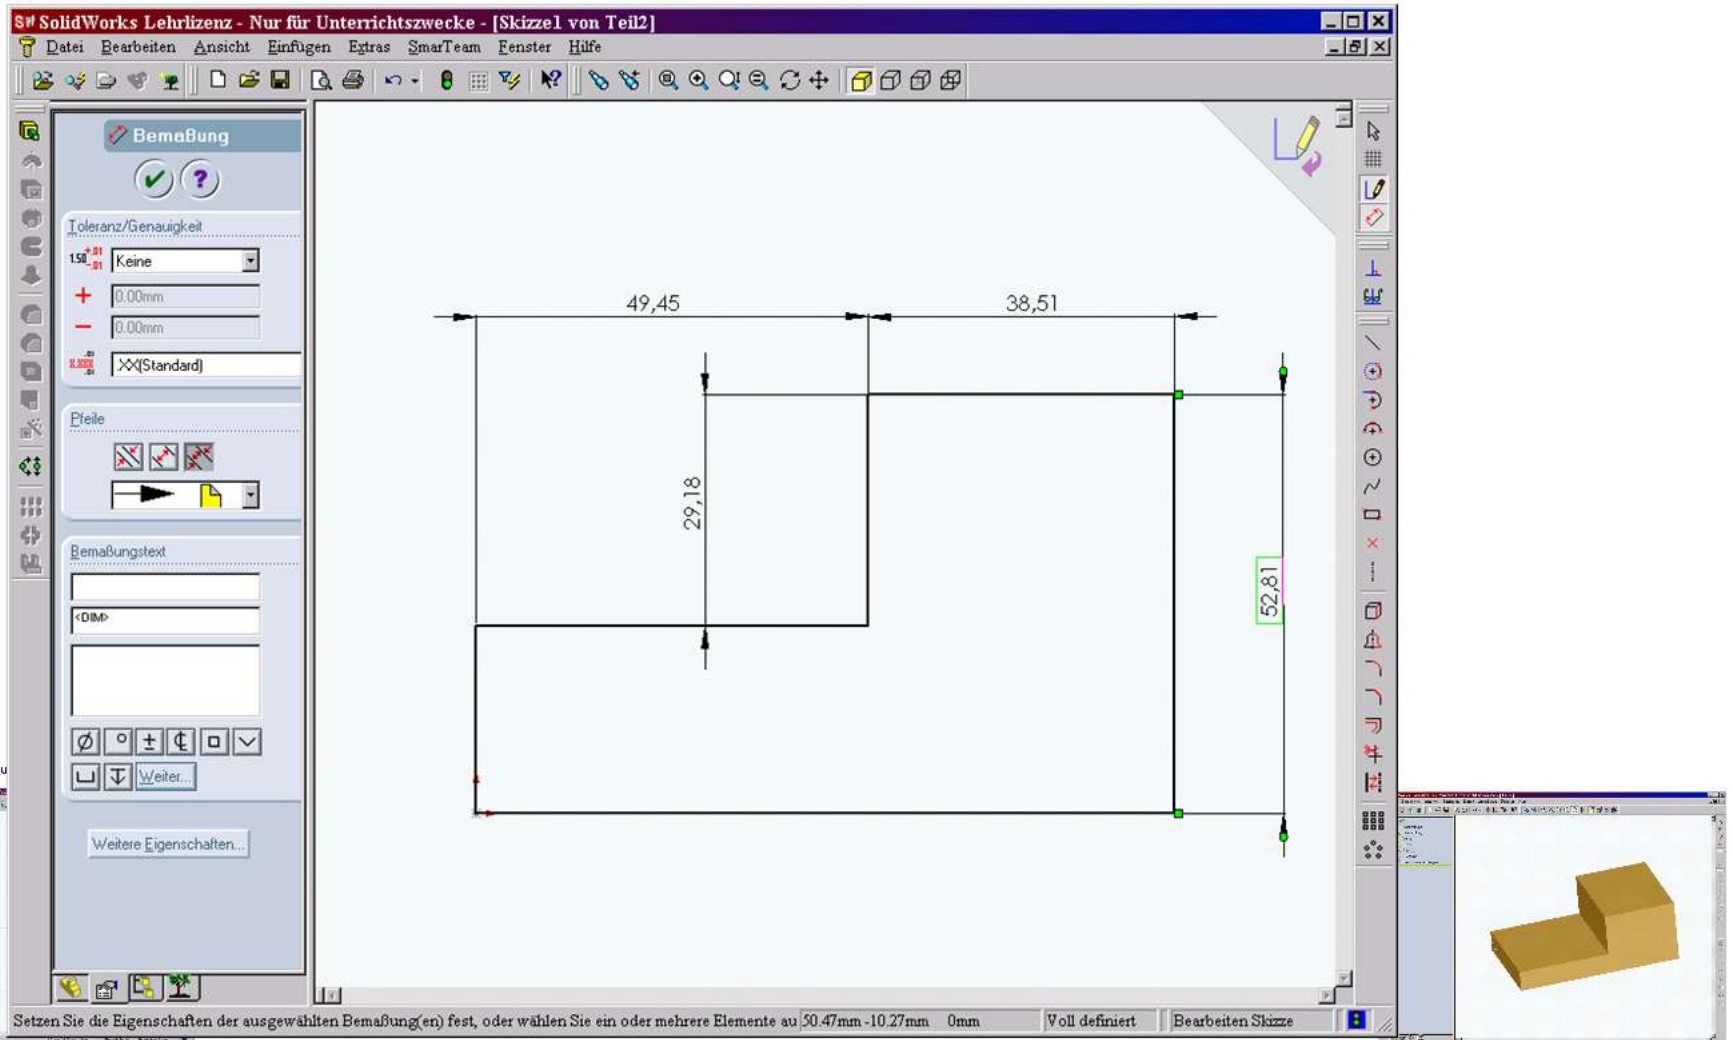 SolidWorks Lehrlizenz - Nur für Unterrichtszwecke - [Skizze1 von Teil2]
Datei Bearbeiten Ansicht Einfügen Extras SmarTeam Fenster Hilfe
Bemaßung
Toleranz/Genauigkeit
Keine
0.00mm
0.00mm
.XX(Standard)
Pfeile
Bemaßungstext
<DIM>
Weiter...
Weitere Eigenschaften...
49,45
38,51
29,18
52,81
Setzen Sie die Eigenschaften der ausgewählten Bemaßung(en) fest, oder wählen Sie ein oder mehrere Elemente au 50.47mm -10.27mm 0mm Voll definiert Bearbeiten Skizze